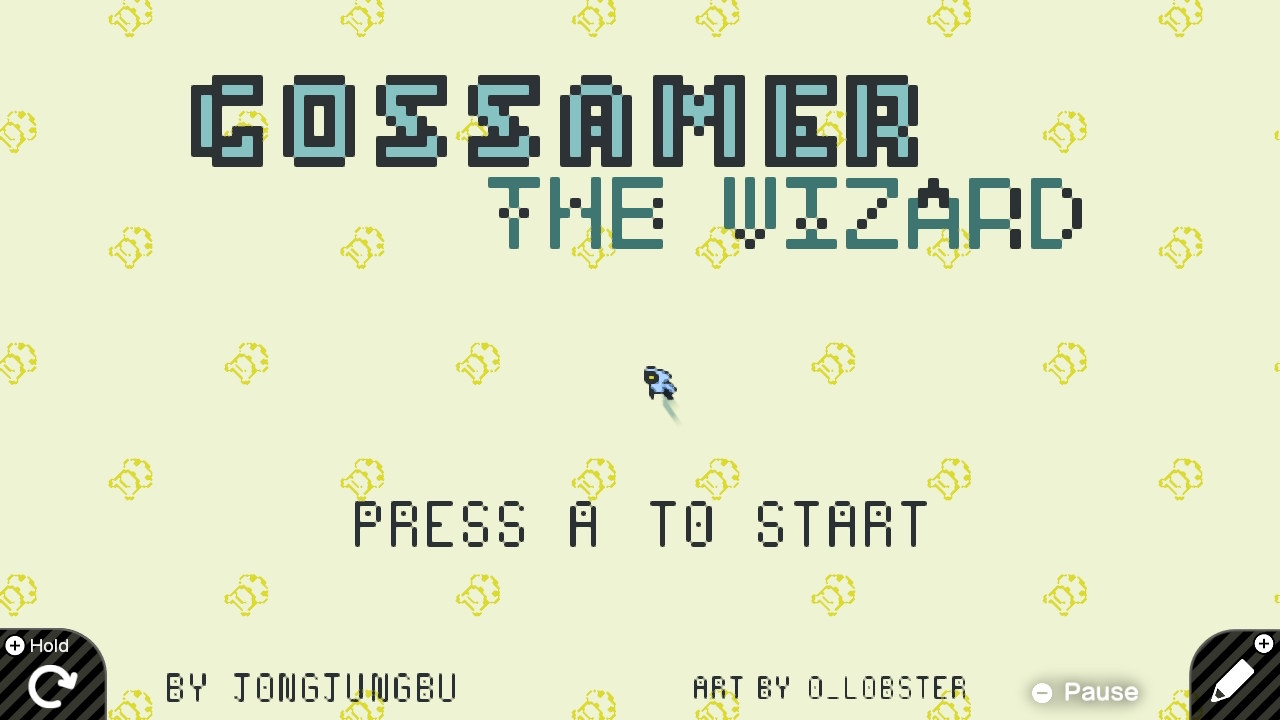 GOSSAMER
THE WIZARD
PRESS A TO START
Hold
BY JONGJUNGBU
ART BY O_LOBSTER
Pause